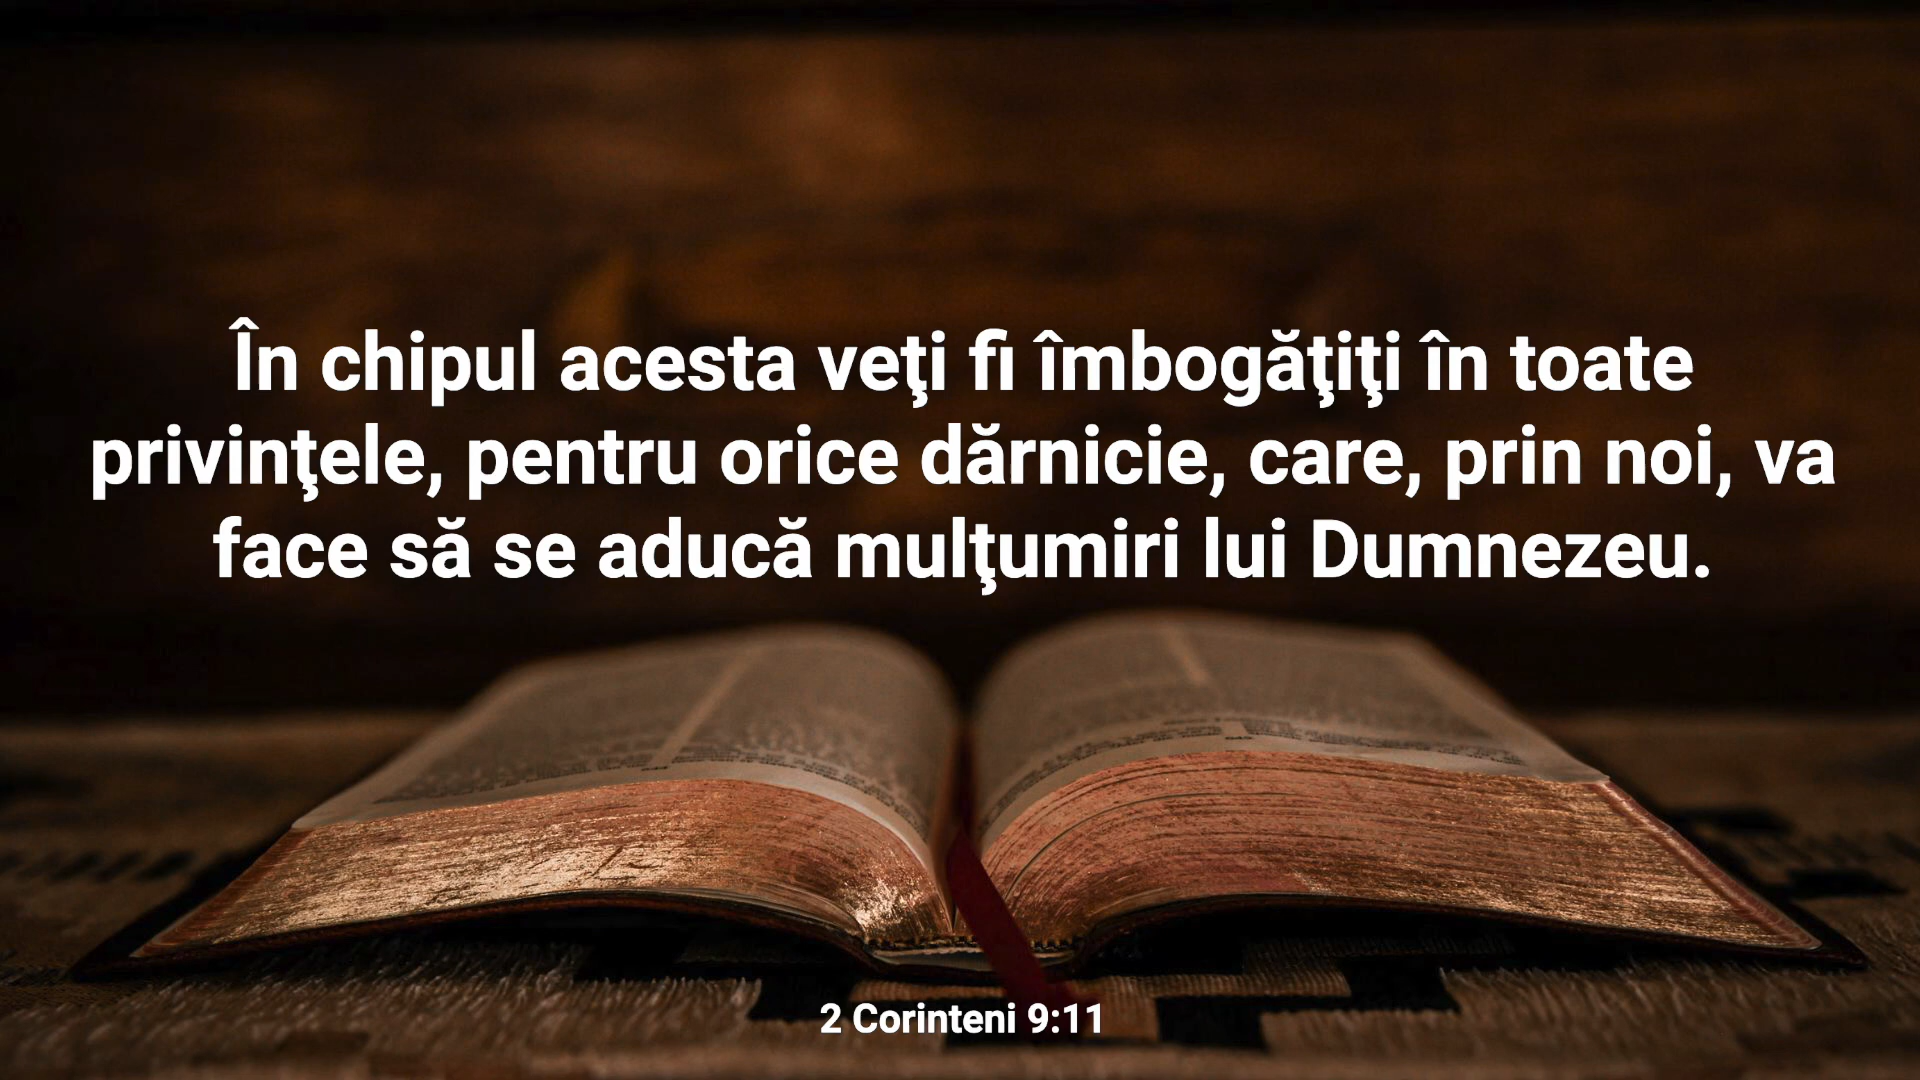 În chipul acesta veţi fi îmbogăţiţi în toate
privinţele, pentru orice dărnicie, care, prin noi, va
face să se aducă mulţumiri lui Dumnezeu.
2 Corinteni 9:11